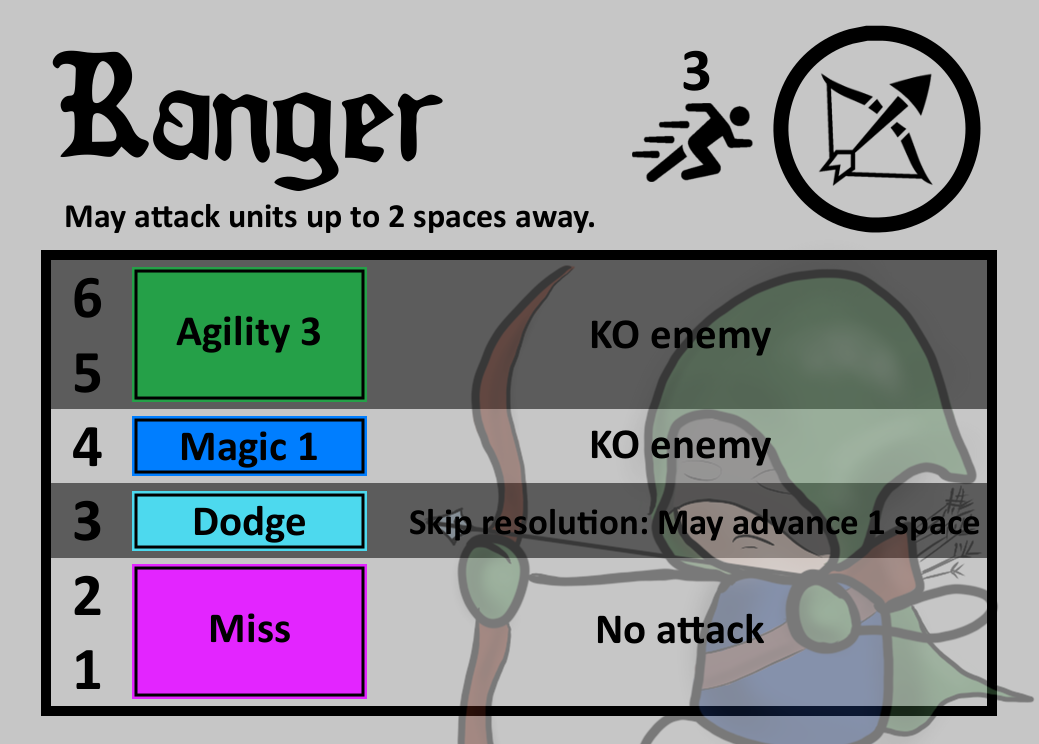 Ranger
3
May attack units up to 2 spaces away.
6
5
Agility 3
KO enemy
4
Magic 1
KO enemy
3
Dodge
Skip resolution: May advance 1 space
2
1
Miss
No attack